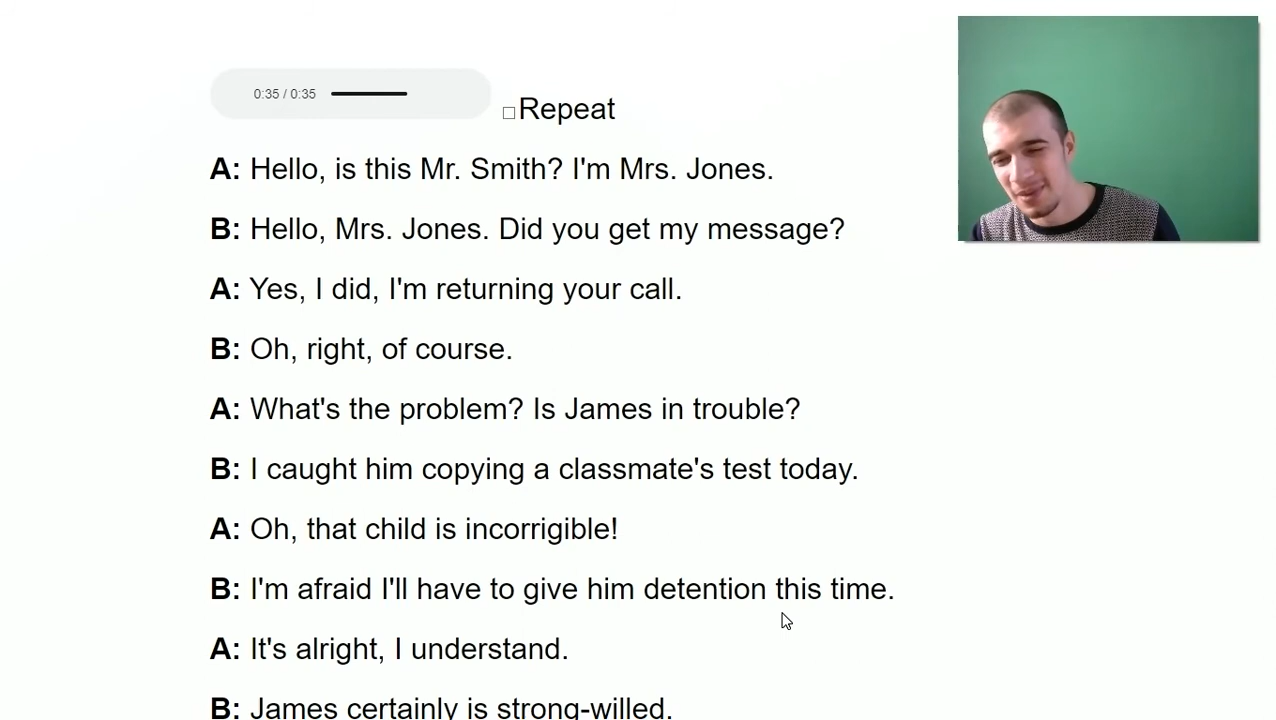 0:35 / 0:35
Repeat
A: Hello, is this Mr. Smith? I'm Mrs. Jones.
B: Hello, Mrs. Jones. Did you get my message?
A: Yes, I did, I'm returning your call.
B: Oh, right, of course.
A: What's the problem? Is James in trouble?
B: I caught him copying a classmate's test today.
A: Oh, that child is incorrigible!
B: I'm afraid I'll have to give him detention this time.
A: It's alright, I understand.
B: James certainly is strong-willed.